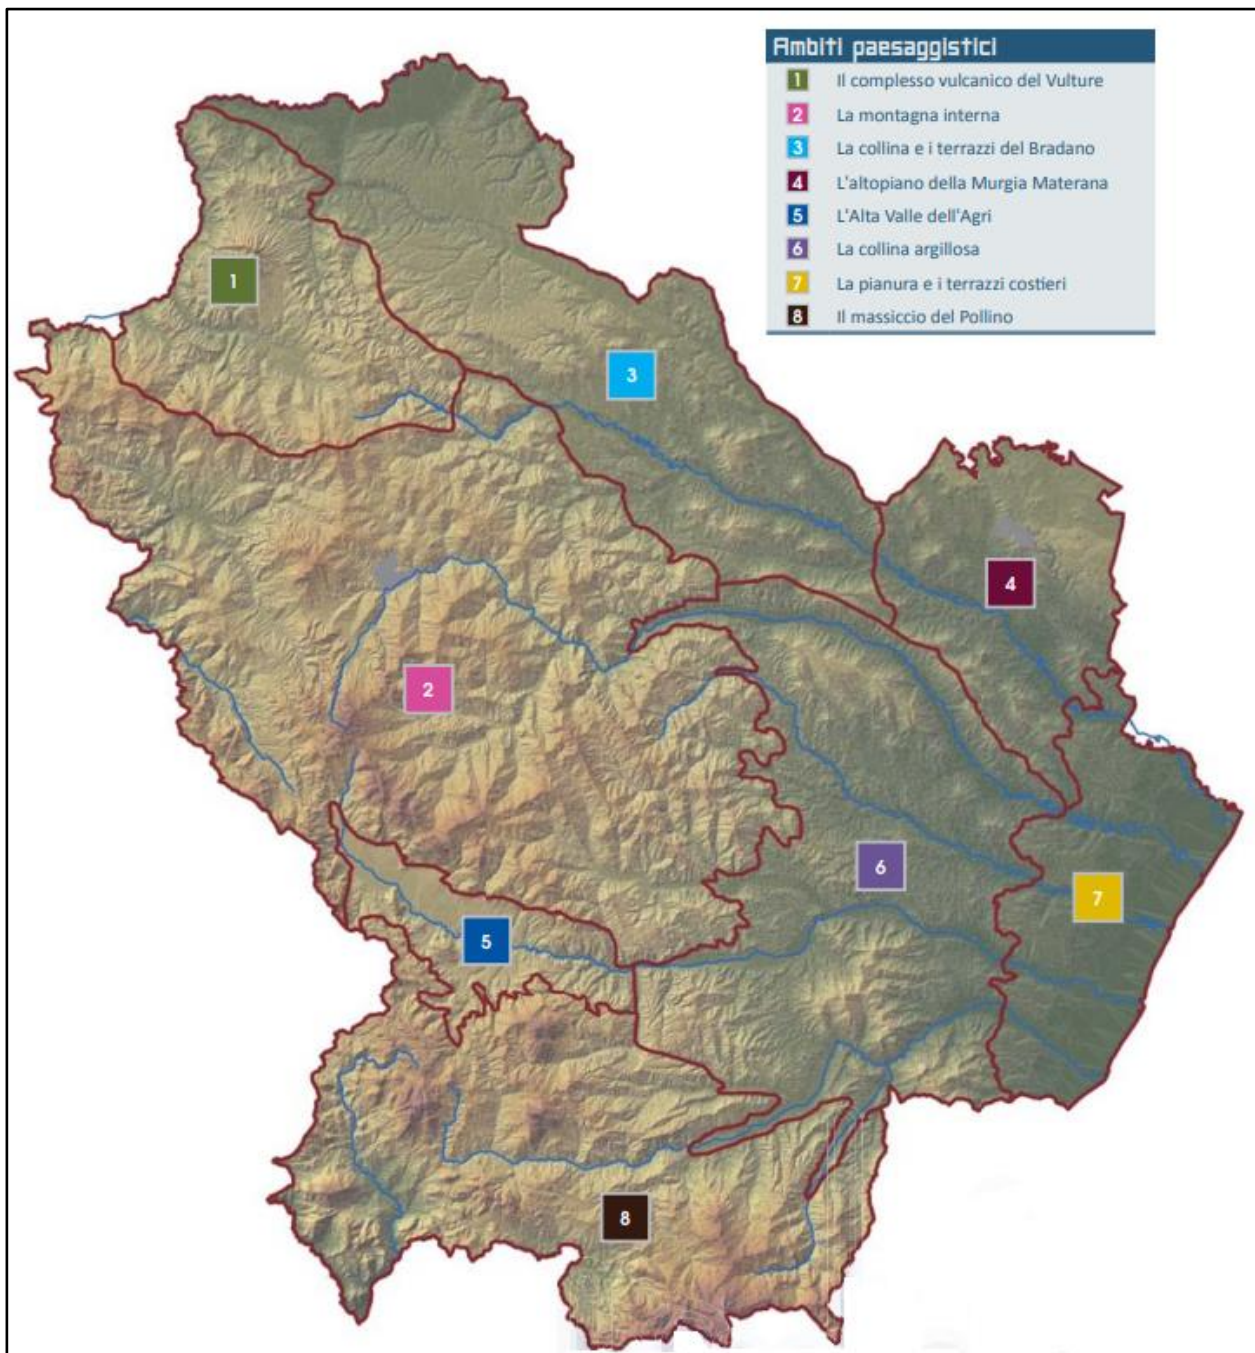 Ambiti paesaggistici
1 Il complesso vulcanico del Vulture
2 La montagna interna
3 La collina e i terrazzi del Bradano
4 L'altopiano della Murgia Materana
5 L'Alta Valle dell'Agri
6 La collina argillosa
7 La pianura e i terrazzi costieri
8 Il massiccio del Pollino
1
3
4
2
6
7
5
8